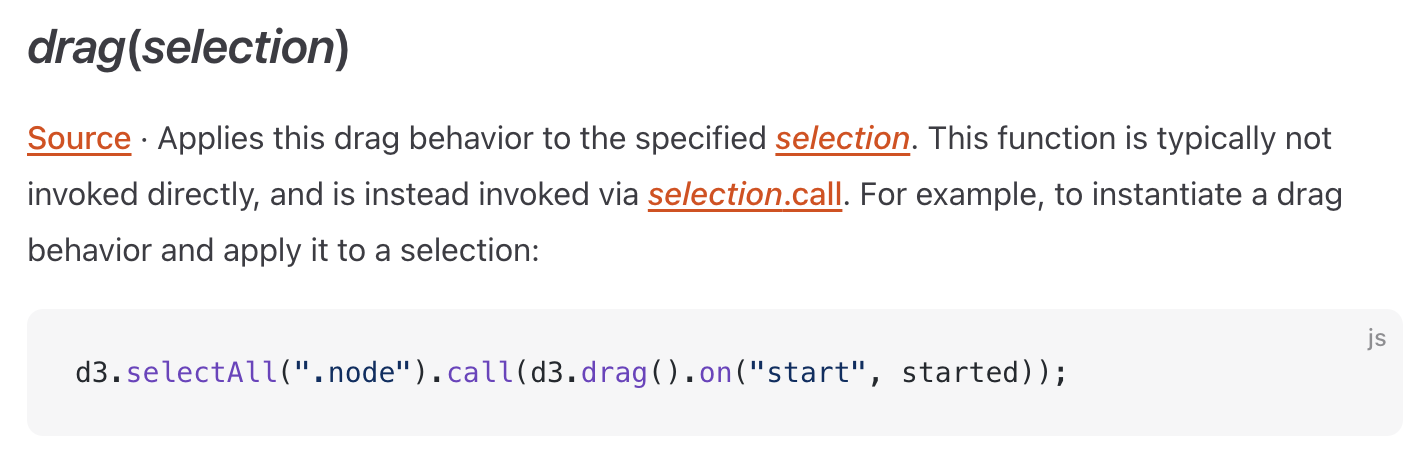 drag(selection)
Source · Applies this drag behavior to the specified selection. This function is typically not
invoked directly, and is instead invoked via selection.call. For example, to instantiate a drag
behavior and apply it to a selection:
js
d3.selectAll(".node").call(d3.drag().on("start", started));